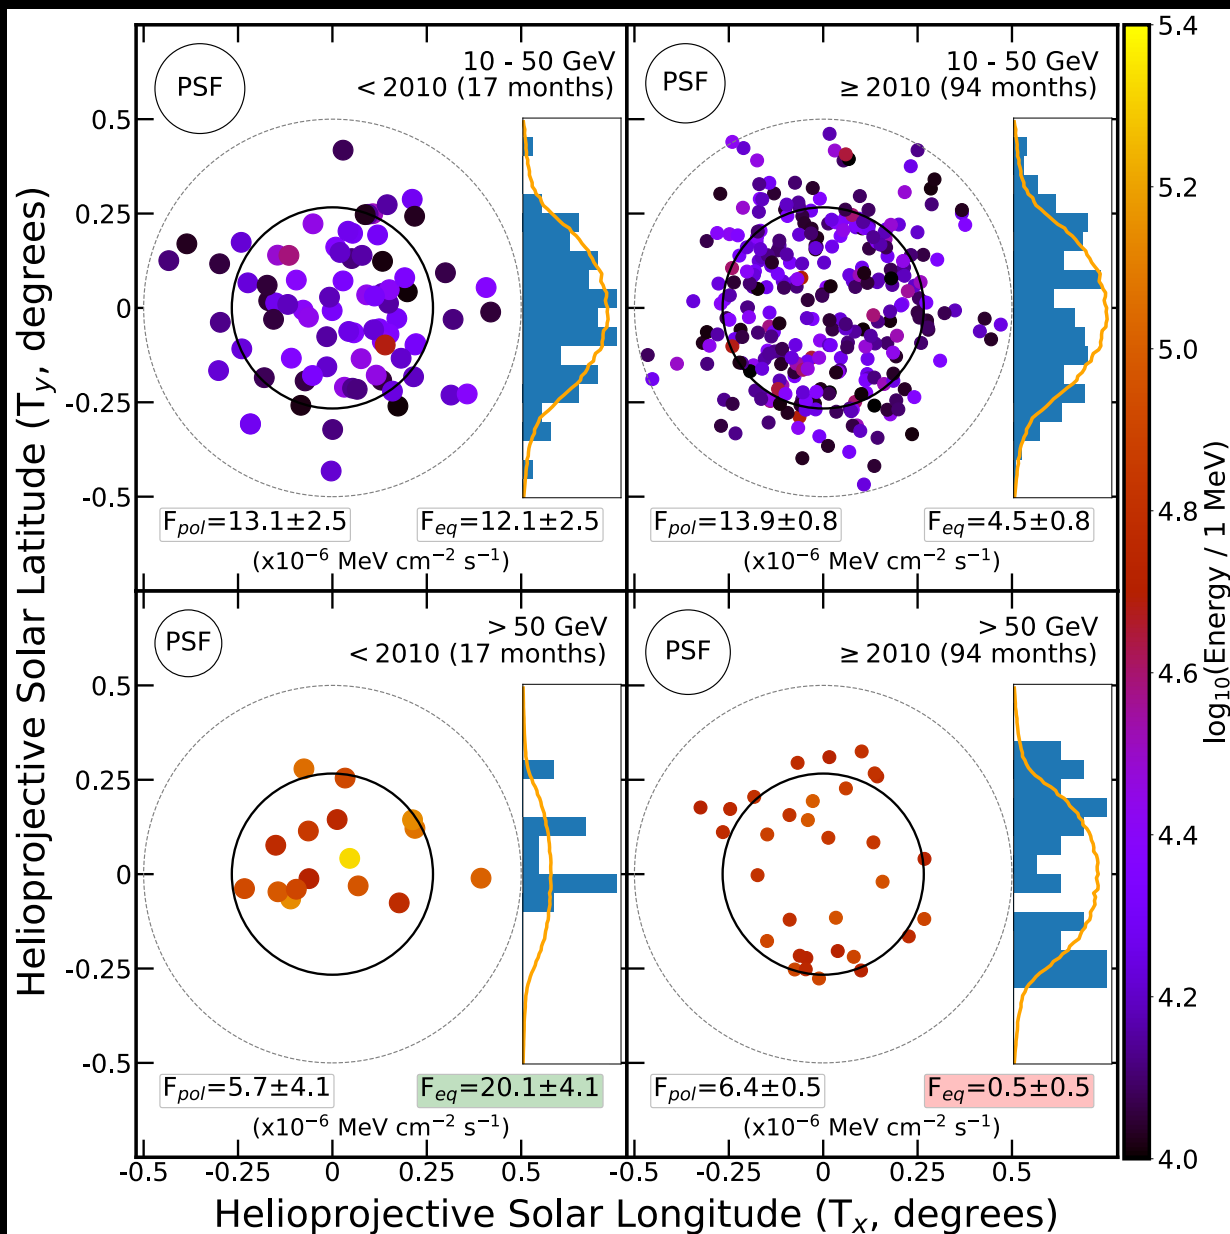 Helioprojective Solar Latitude (T_y, degrees)
PSF
10 - 50 GeV
< 2010 (17 months)
0.5
0.25
0
-0.25
-0.5
F_pol=13.1±2.5
F_eq=12.1±2.5
(x10⁻⁶ MeV cm⁻² s⁻¹)
PSF
10 - 50 GeV
≥ 2010 (94 months)
F_pol=13.9±0.8
F_eq=4.5±0.8
(x10⁻⁶ MeV cm⁻² s⁻¹)
PSF
> 50 GeV
< 2010 (17 months)
0.5
0.25
0
-0.25
-0.5
F_pol=5.7±4.1
F_eq=20.1±4.1
(x10⁻⁶ MeV cm⁻² s⁻¹)
PSF
> 50 GeV
≥ 2010 (94 months)
F_pol=6.4±0.5
F_eq=0.5±0.5
(x10⁻⁶ MeV cm⁻² s⁻¹)
-0.5 -0.25 0 0.25 0.5
-0.5 -0.25 0 0.25 0.5
Helioprojective Solar Longitude (T_x, degrees)
5.4
5.2
5.0
4.8
4.6
4.4
4.2
4.0
log₁₀(Energy / 1 MeV)